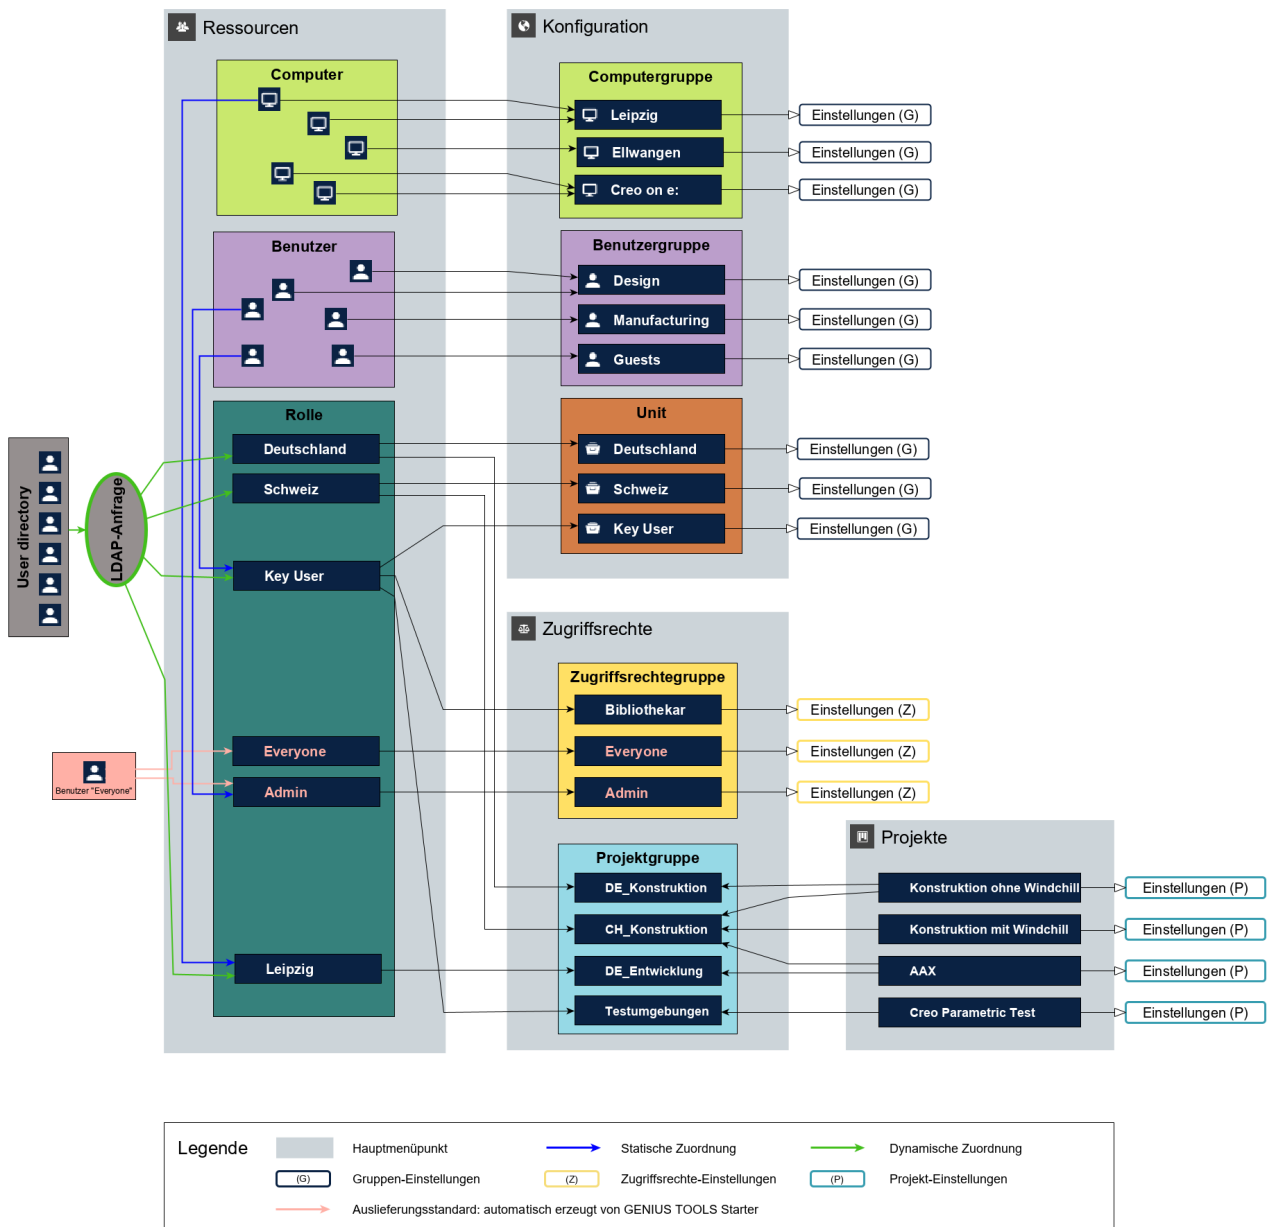 Ressourcen
Computer
Benutzer
Rolle
Deutschland
Schweiz
Key User
Everyone
Admin
Leipzig
User directory
LDAP-Anfrage
Benutzer "Everyone"
Konfiguration
Computergruppe
Leipzig
Einstellungen (G)
Ellwangen
Einstellungen (G)
Creo on e:
Einstellungen (G)
Benutzergruppe
Design
Einstellungen (G)
Manufacturing
Einstellungen (G)
Guests
Einstellungen (G)
Unit
Deutschland
Einstellungen (G)
Schweiz
Einstellungen (G)
Key User
Einstellungen (G)
Zugriffsrechte
Zugriffsrechtegruppe
Bibliothekar
Einstellungen (Z)
Everyone
Einstellungen (Z)
Admin
Einstellungen (Z)
Projektgruppe
DE_Konstruktion
CH_Konstruktion
DE_Entwicklung
Testumgebungen
Projekte
Konstruktion ohne Windchill
Einstellungen (P)
Konstruktion mit Windchill
Einstellungen (P)
AAX
Einstellungen (P)
Creo Parametric Test
Einstellungen (P)
Legende
Hauptmenüpunkt
Statische Zuordnung
Dynamische Zuordnung
(G)
Gruppen-Einstellungen
(Z)
Zugriffsrechte-Einstellungen
(P)
Projekt-Einstellungen
Auslieferungsstandard: automatisch erzeugt von GENIUS TOOLS Starter